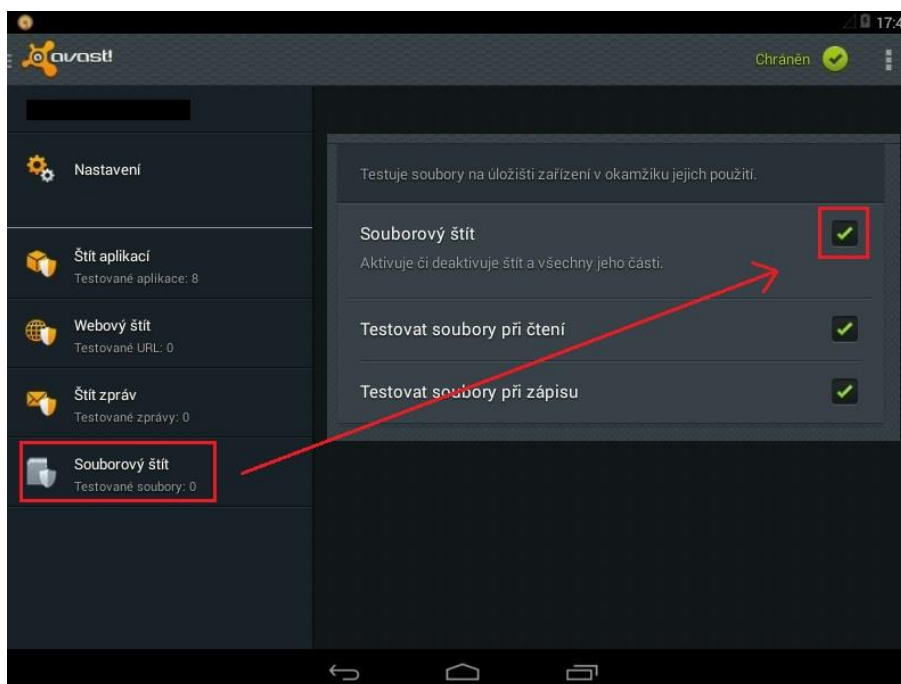 17:4
avast!
Chráněn
Nastavení
Štít aplikací
Testované aplikace: 8
Webový štít
Testované URL: 0
Štít zpráv
Testované zprávy: 0
Souborový štít
Testované soubory: 0
Testuje soubory na úložišti zařízení v okamžiku jejich použití.
Souborový štít
Aktivuje či deaktivuje štít a všechny jeho části.
Testovat soubory při čtení
Testovat soubory při zápisu